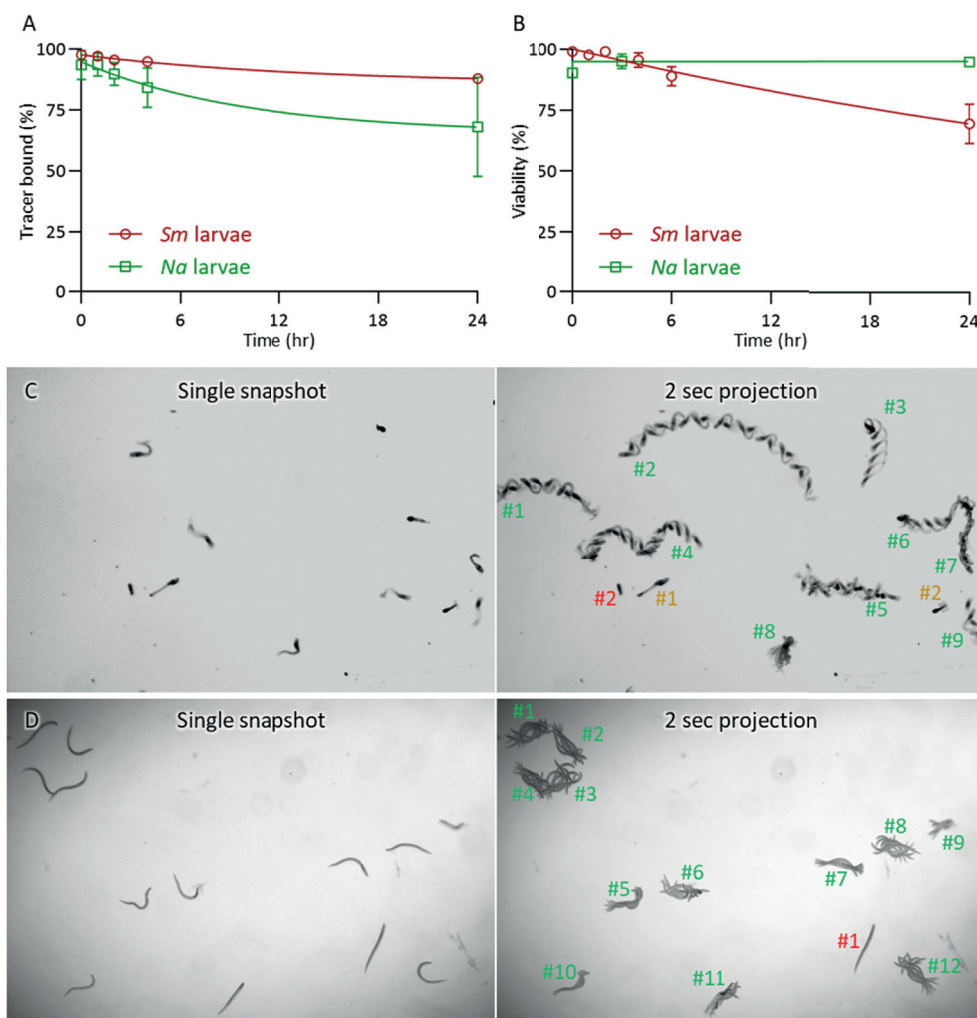 A
B
100
75
50
25
0
Tracer bound (%)
Sm larvae
Na larvae
0 6 12 18 24
Time (hr)
100
75
50
25
0
Viability (%)
Sm larvae
Na larvae
0 6 12 18 24
Time (hr)
C Single snapshot
2 sec projection
#3
#2
#1
#6
#4
#7
#2 #1
#5
#2
#8
#9
D Single snapshot
2 sec projection
#1
#2
#4 #3
#8 #9
#6
#7
#5
#1
#10 #11 #12